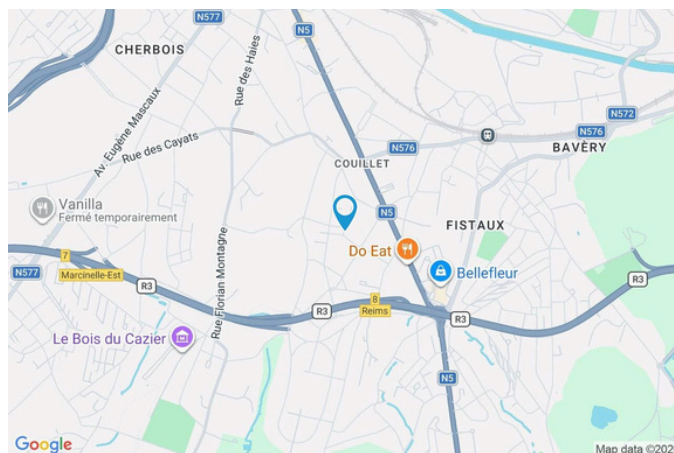 N577
N5
CHERBOIS
Rue des Haies
Av. Eugène Mascaux
N572
N576
N576
Rue des Cayats
BAVÈRY
COUILLET
Vanilla
Fermé temporairement
N5
FISTAUX
Do Eat
Bellefleur
7
N577
Marcinelle-Est
R3
Rue Florian Montagne
R3
8
Reims
R3
R3
Le Bois du Cazier
N5
Google
Map data ©202